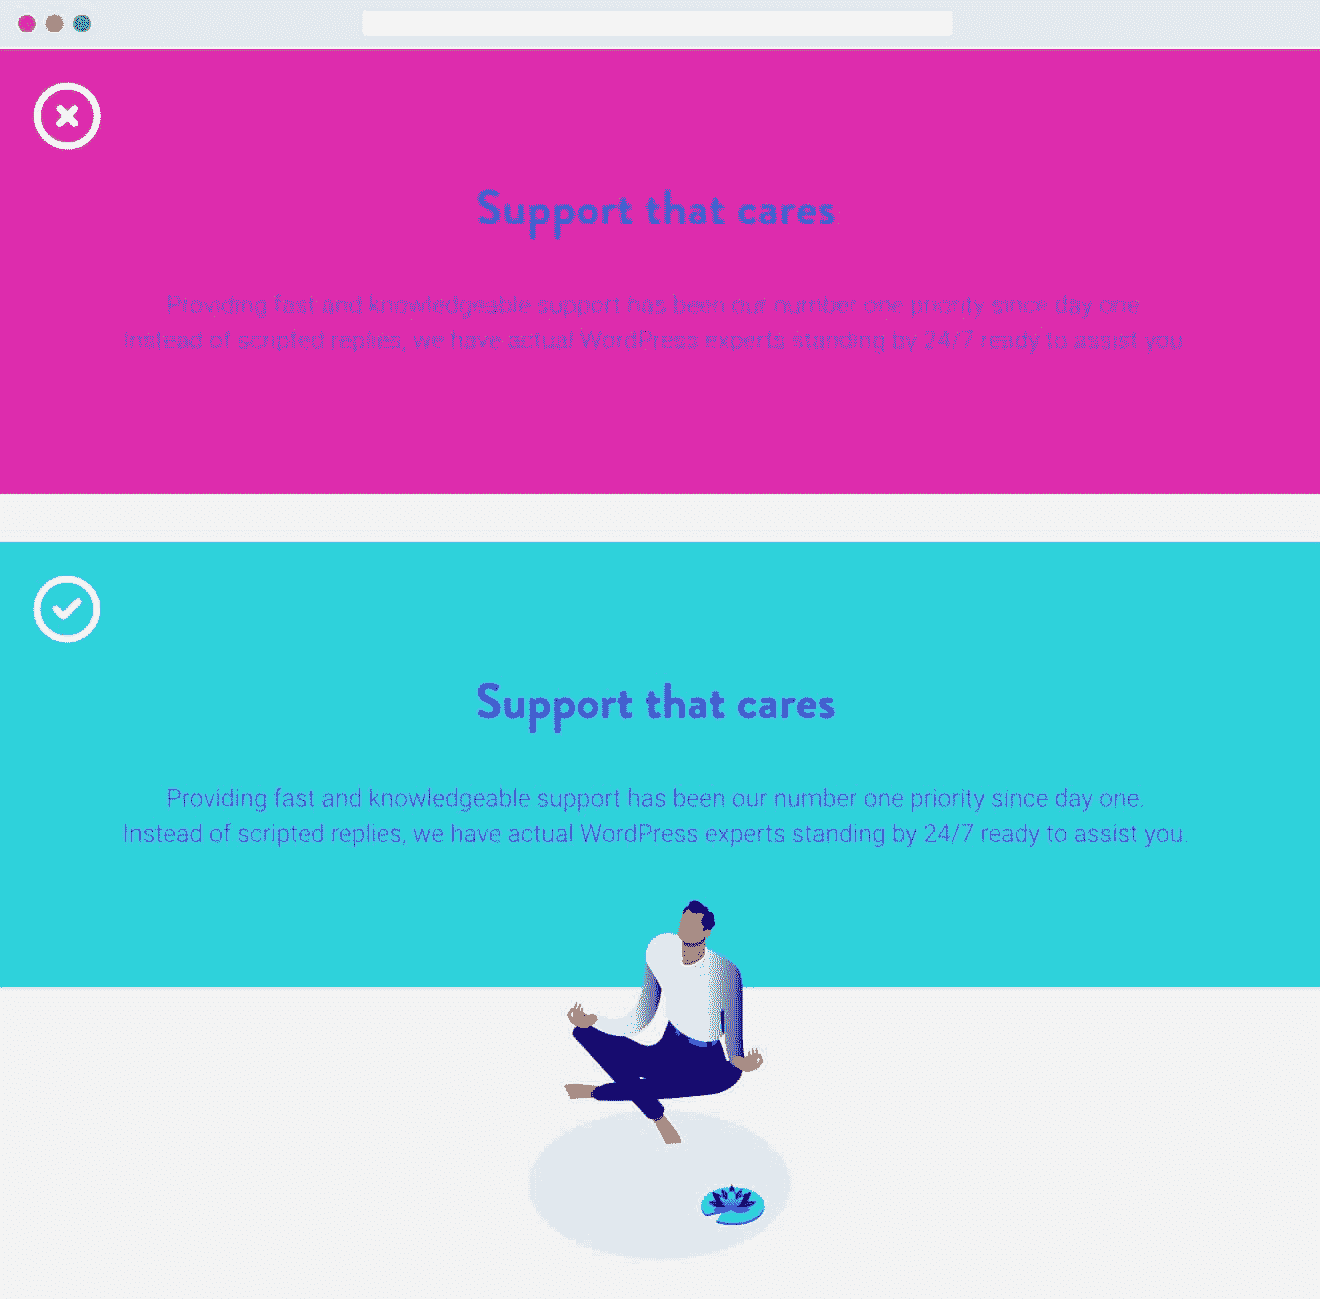 Support that cares
Providing fast and knowledgeable support has been our number one priority since day one.
Instead of scripted replies, we have actual WordPress experts standing by 24/7 ready to assist you.
Support that cares
Providing fast and knowledgeable support has been our number one priority since day one.
Instead of scripted replies, we have actual WordPress experts standing by 24/7 ready to assist you.